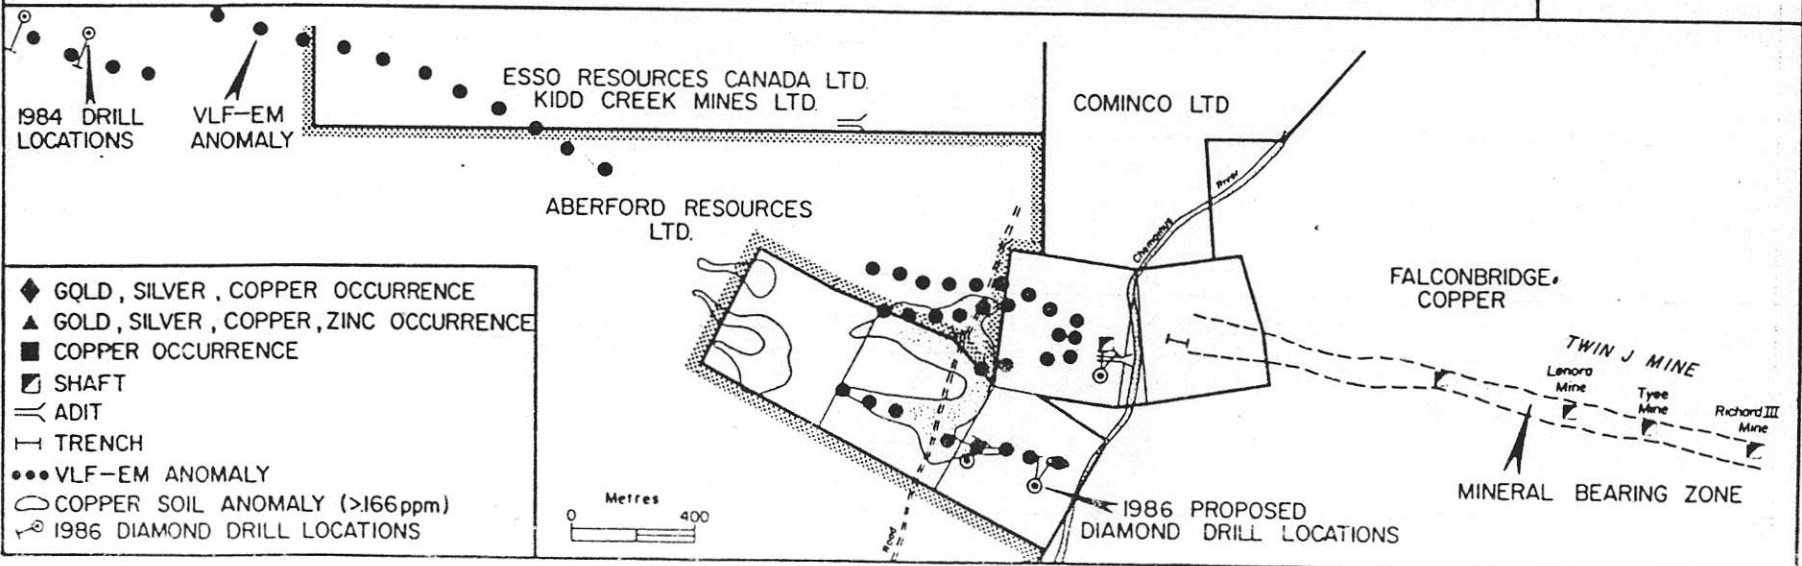 1984 DRILL
LOCATIONS
VLF-EM
ANOMALY
ESSO RESOURCES CANADA LTD.
KIDD CREEK MINES LTD.
COMINCO LTD
ABERFORD RESOURCES
LTD.
River
Chemainus
FALCONBRIDGE
COPPER
GOLD, SILVER, COPPER OCCURRENCE
GOLD, SILVER, COPPER, ZINC OCCURRENCE
COPPER OCCURRENCE
SHAFT
ADIT
TRENCH
VLF-EM ANOMALY
COPPER SOIL ANOMALY (>166ppm)
1986 DIAMOND DRILL LOCATIONS
TWIN J MINE
Lenora
Mine
Tyee
Mine
Richard III
Mine
MINERAL BEARING ZONE
Metres
0 400
Road
1986 PROPOSED
DIAMOND DRILL LOCATIONS